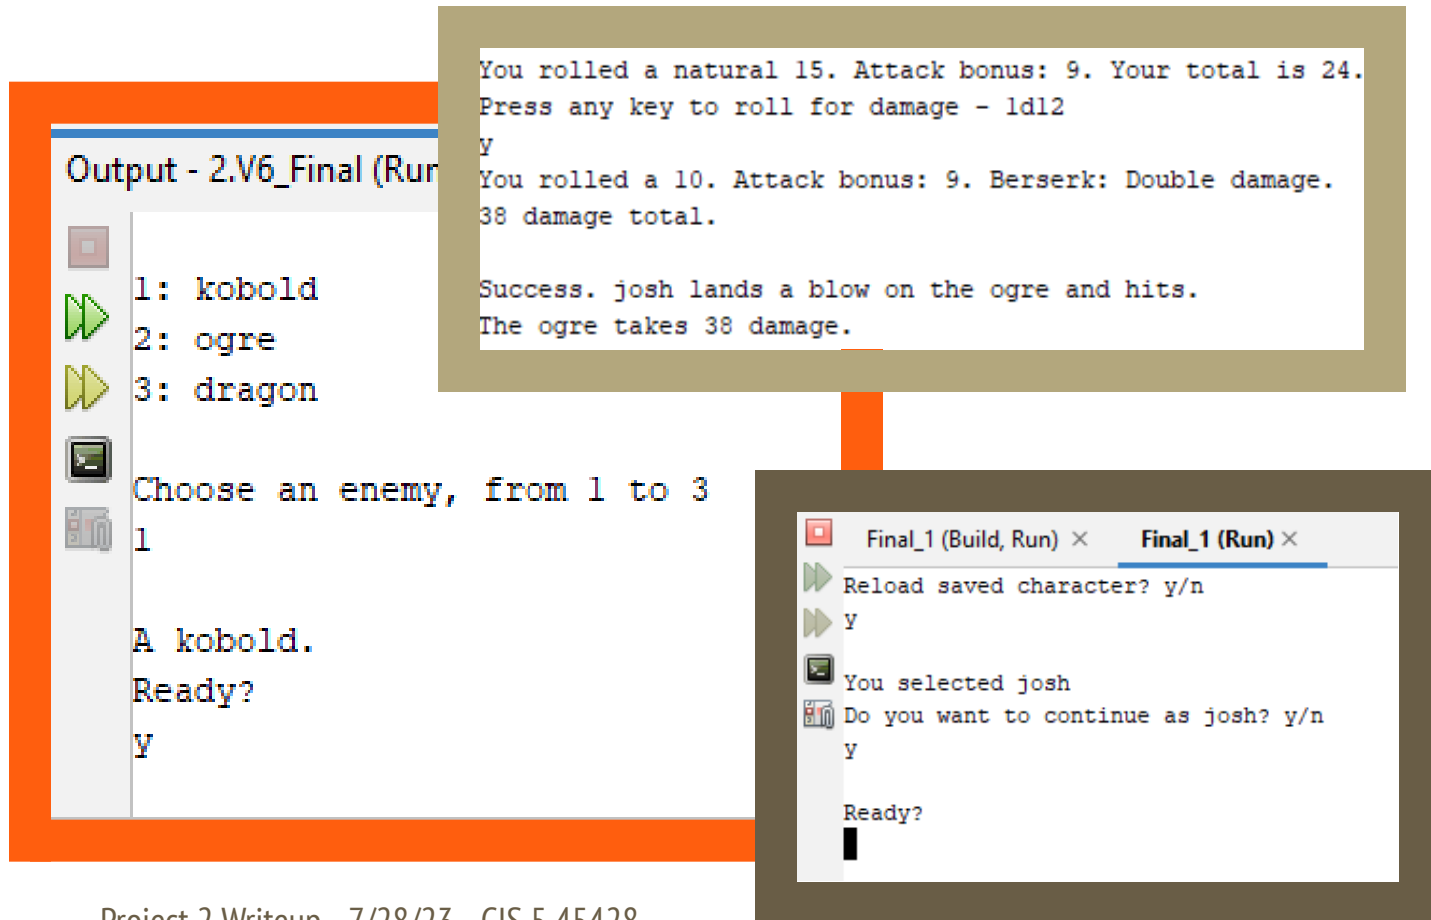 You rolled a natural 15. Attack bonus: 9. Your total is 24.
Press any key to roll for damage - 1d12
y
You rolled a 10. Attack bonus: 9. Berserk: Double damage.
38 damage total.
Success. josh lands a blow on the ogre and hits.
The ogre takes 38 damage.
Output - 2.V6_Final (Run
1: kobold
2: ogre
3: dragon
Choose an enemy, from 1 to 3
1
A kobold.
Ready?
y
Final_1 (Build, Run) × Final_1 (Run) ×
Reload saved character? y/n
y
You selected josh
Do you want to continue as josh? y/n
y
Ready?
Project 2 Writeup - 7/28/23 - CIS 5 45428